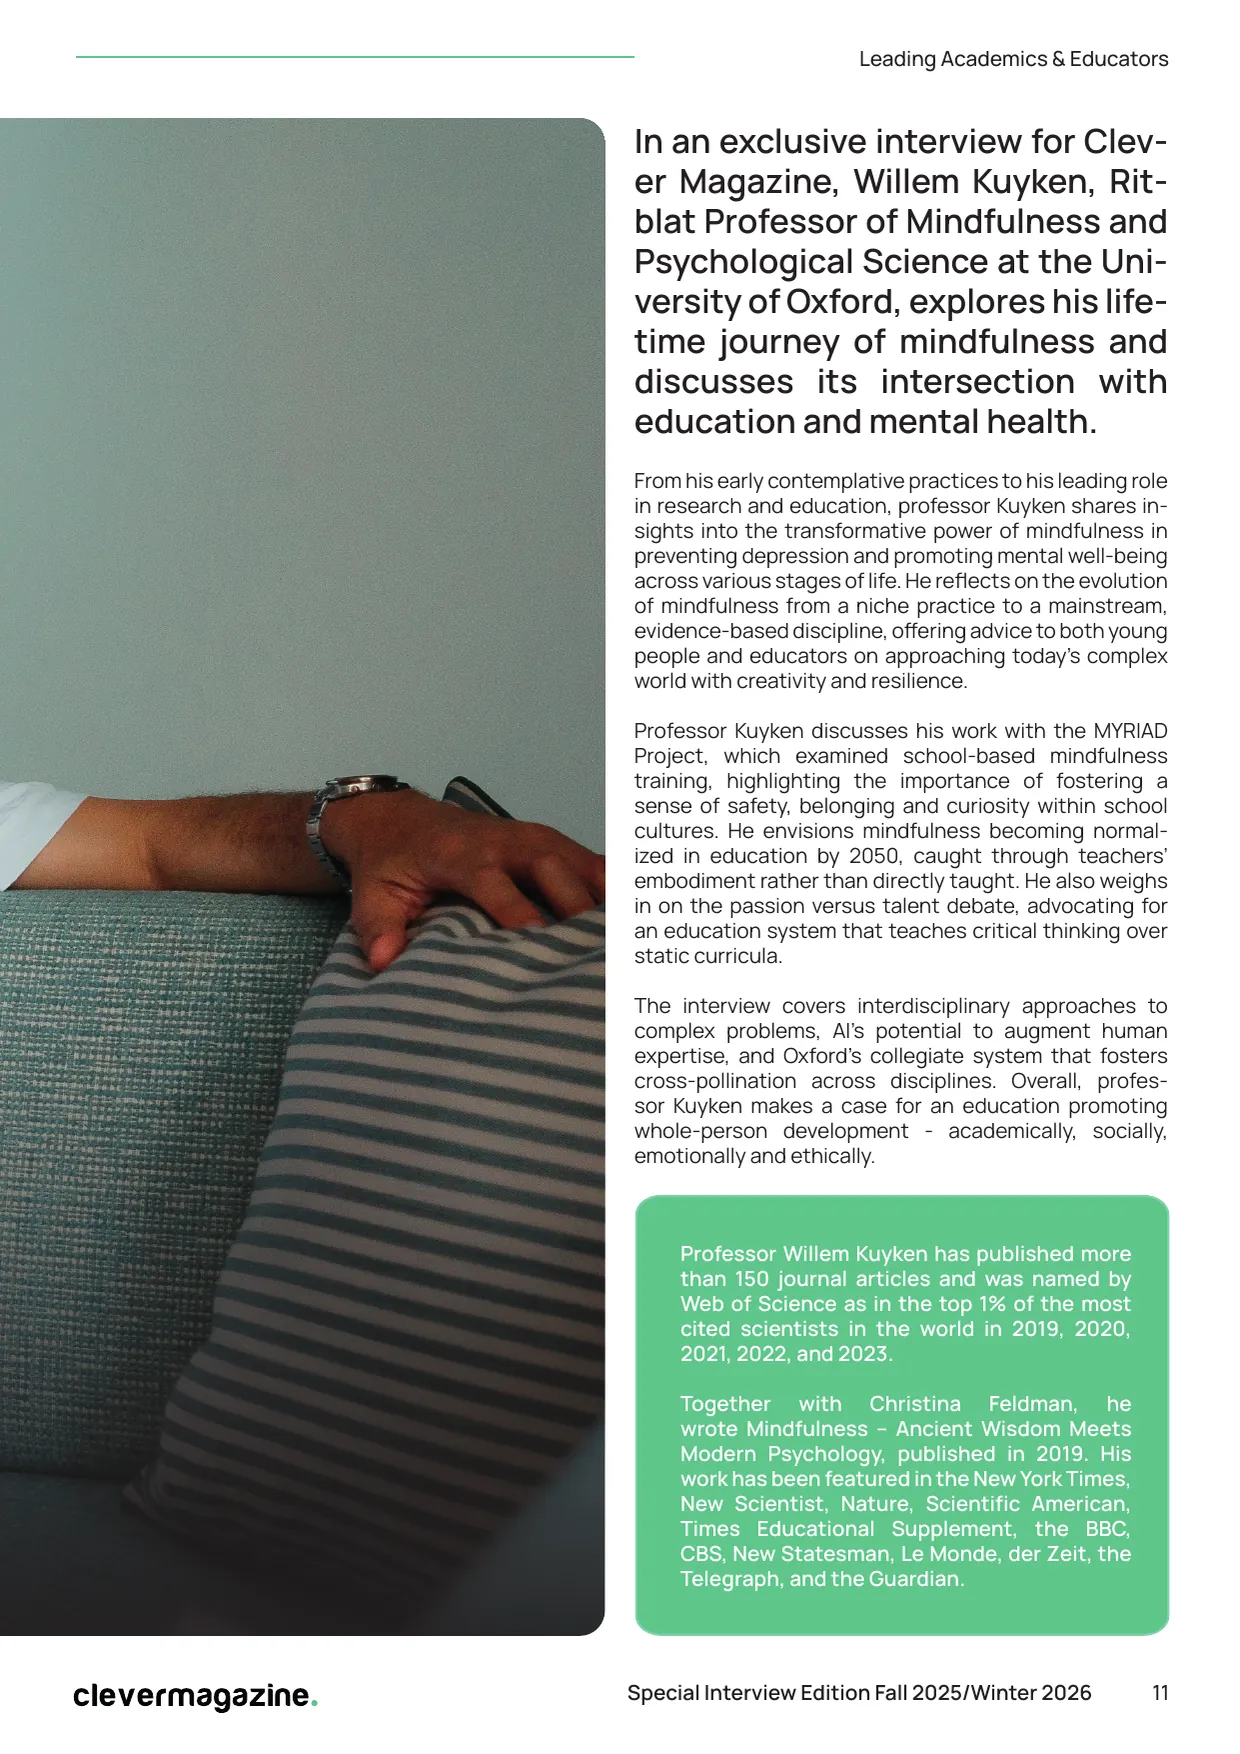 Leading Academics & Educators
In an exclusive interview for Clev-
er Magazine, Willem Kuyken, Rit-
blat Professor of Mindfulness and
Psychological Science at the Uni-
versity of Oxford, explores his life-
time journey of mindfulness and
discusses its intersection with
education and mental health.
From his early contemplative practices to his leading role
in research and education, professor Kuyken shares in-
sights into the transformative power of mindfulness in
preventing depression and promoting mental well-being
across various stages of life. He reflects on the evolution
of mindfulness from a niche practice to a mainstream,
evidence-based discipline, offering advice to both young
people and educators on approaching today's complex
world with creativity and resilience.
Professor Kuyken discusses his work with the MYRIAD
Project, which examined school-based mindfulness
training, highlighting the importance of fostering a
sense of safety, belonging and curiosity within school
cultures. He envisions mindfulness becoming normal-
ized in education by 2050, caught through teachers'
embodiment rather than directly taught. He also weighs
in on the passion versus talent debate, advocating for
an education system that teaches critical thinking over
static curricula.
The interview covers interdisciplinary approaches to
complex problems, AI's potential to augment human
expertise, and Oxford's collegiate system that fosters
cross-pollination across disciplines. Overall, profes-
sor Kuyken makes a case for an education promoting
whole-person development - academically, socially,
emotionally and ethically.
Professor Willem Kuyken has published more
than 150 journal articles and was named by
Web of Science as in the top 1% of the most
cited scientists in the world in 2019, 2020,
2021, 2022, and 2023.
Together with Christina Feldman, he
wrote Mindfulness – Ancient Wisdom Meets
Modern Psychology, published in 2019. His
work has been featured in the New York Times,
New Scientist, Nature, Scientific American,
Times Educational Supplement, the BBC,
CBS, New Statesman, Le Monde, der Zeit, the
Telegraph, and the Guardian.
clevermagazine.
Special Interview Edition Fall 2025/Winter 2026 11